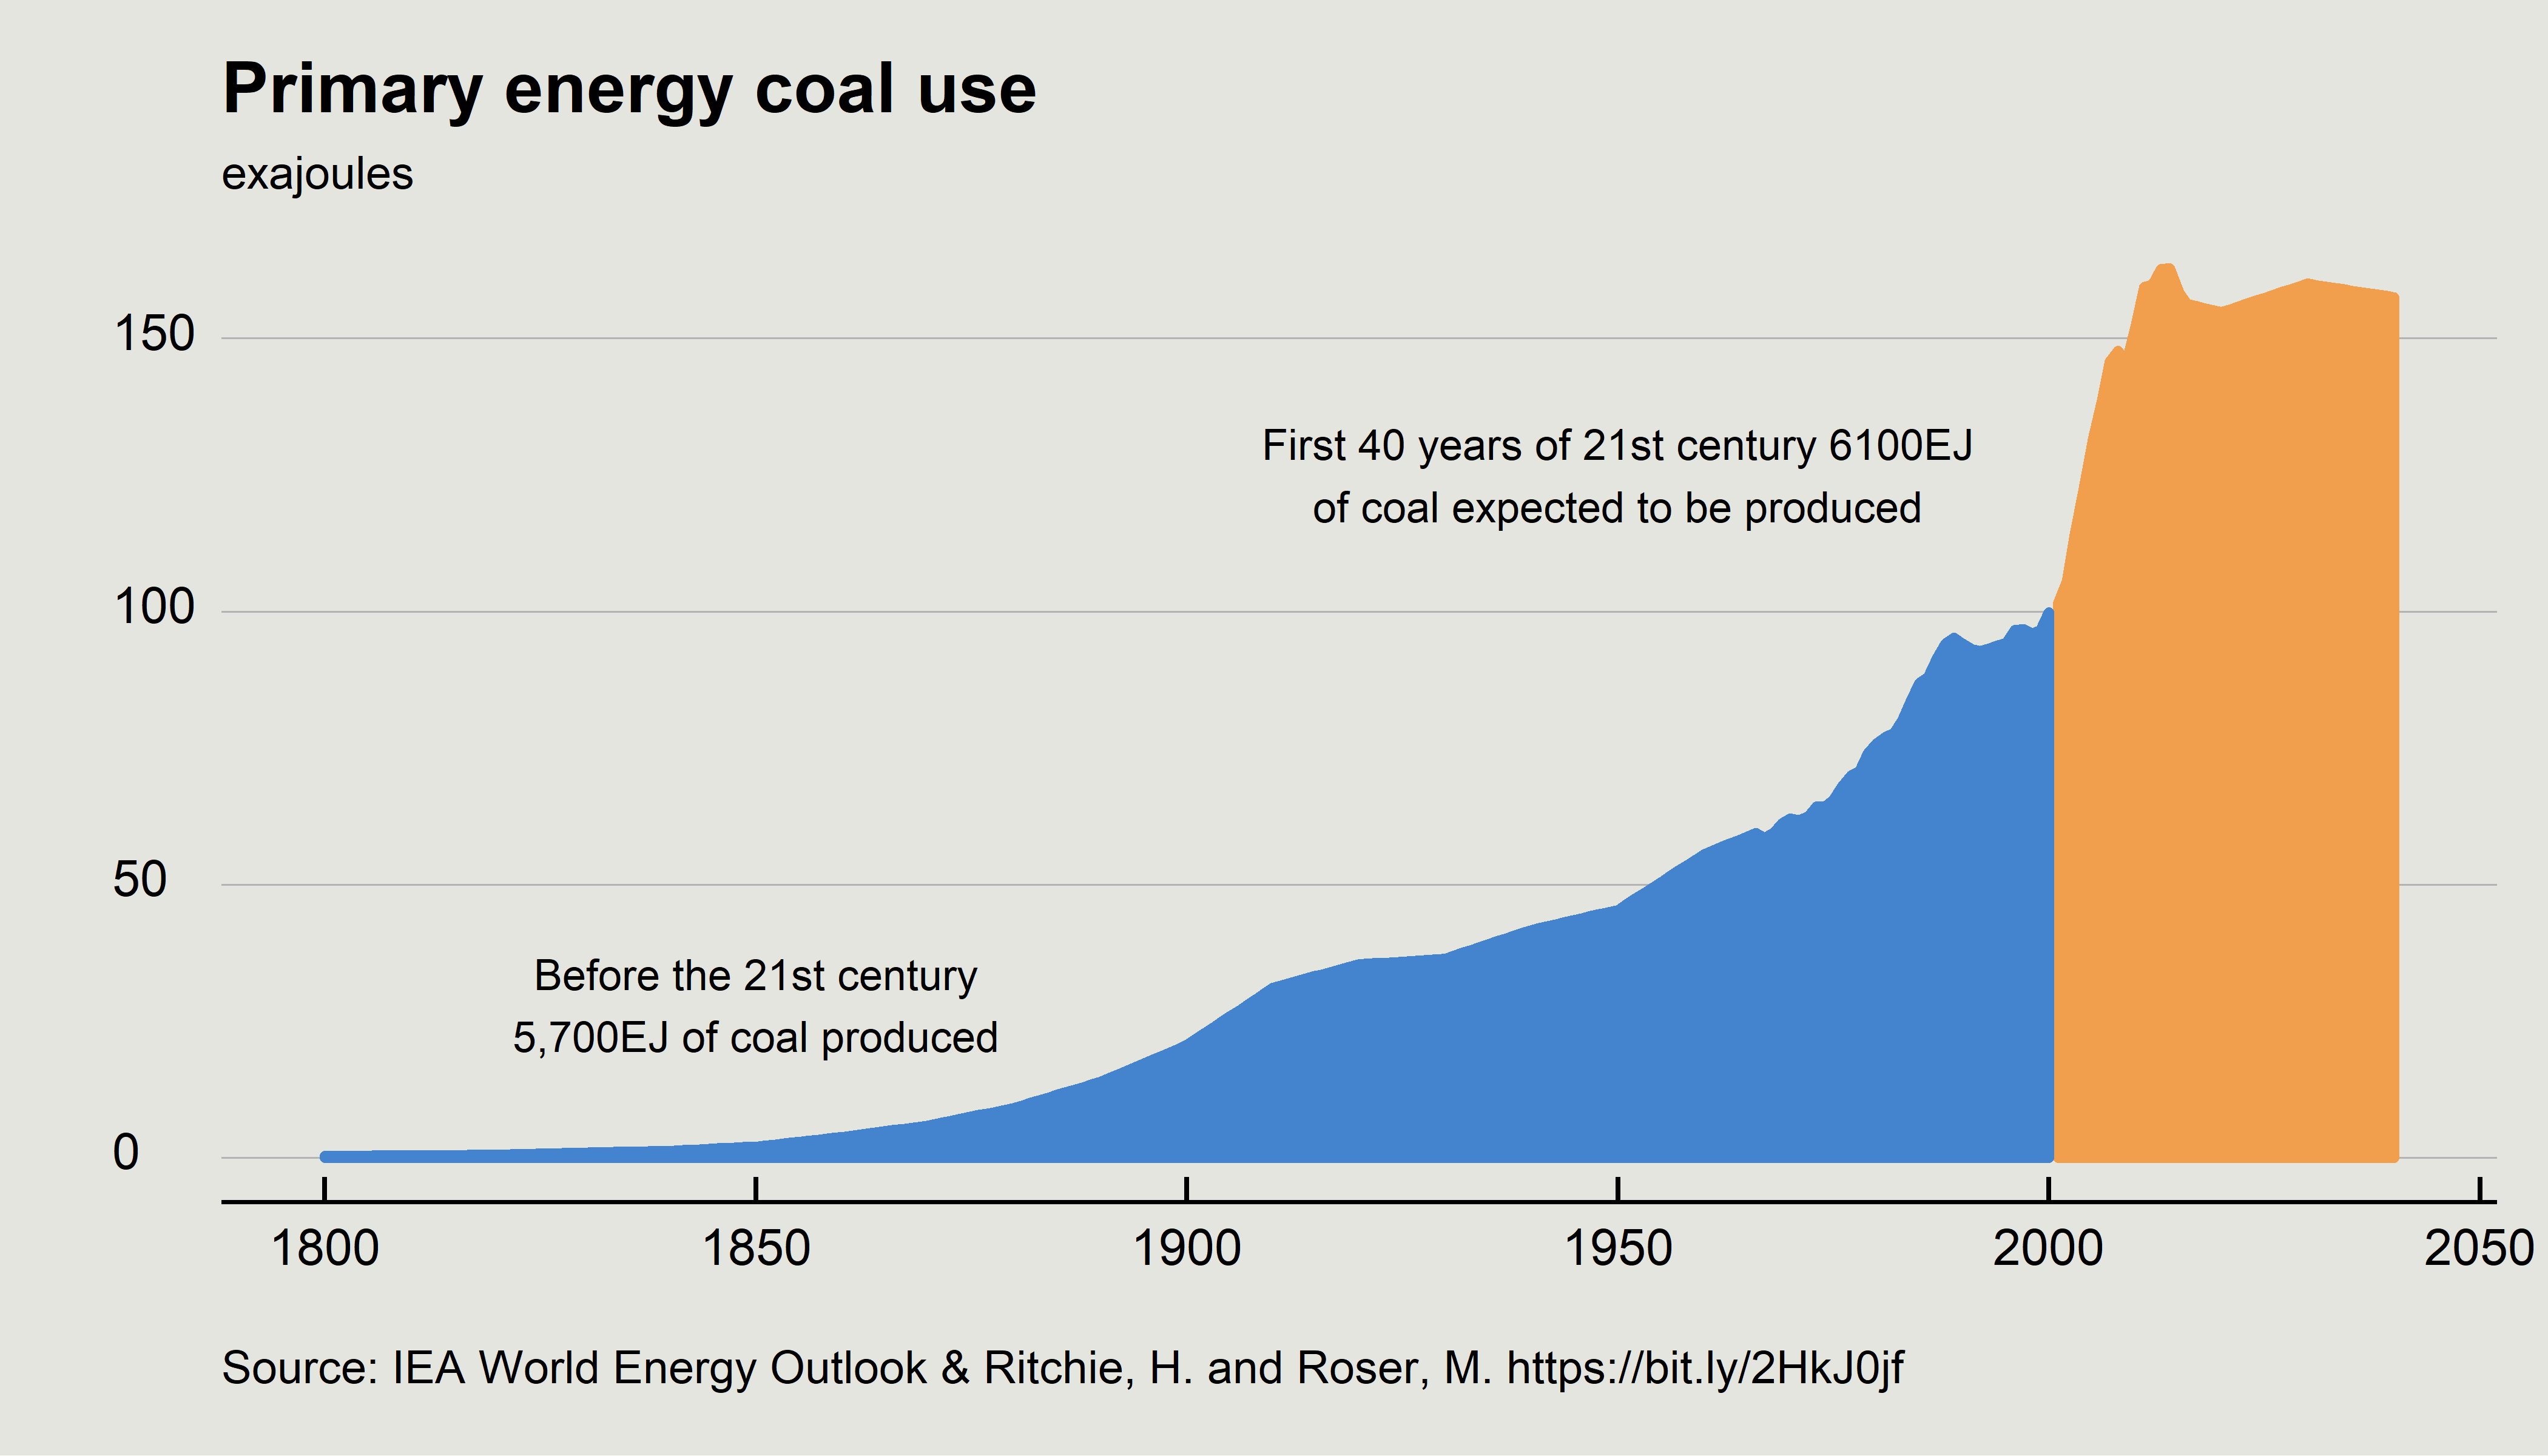 Primary energy coal use
exajoules
150
First 40 years of 21st century 6100EJ
of coal expected to be produced
100
50
Before the 21st century
5,700EJ of coal produced
0
1800 1850 1900 1950 2000 2050
Source: IEA World Energy Outlook & Ritchie, H. and Roser, M. https://bit.ly/2HkJ0jf